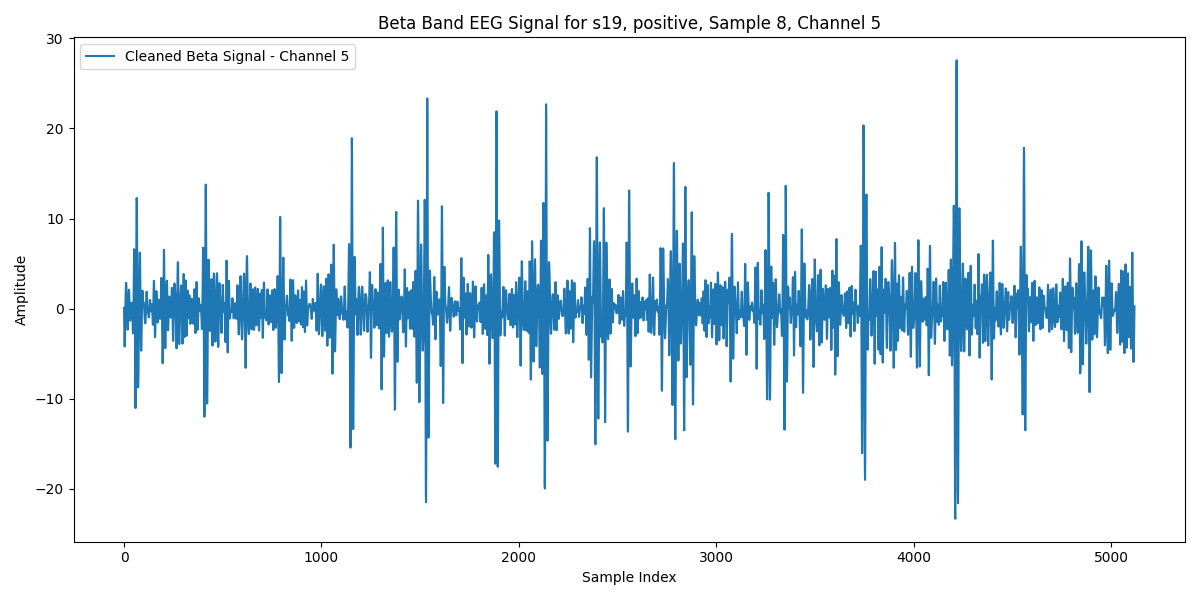 Beta Band EEG Signal for s19, positive, Sample 8, Channel 5
Cleaned Beta Signal - Channel 5
30
20
10
0
−10
−20
Amplitude
0 1000 2000 3000 4000 5000
Sample Index